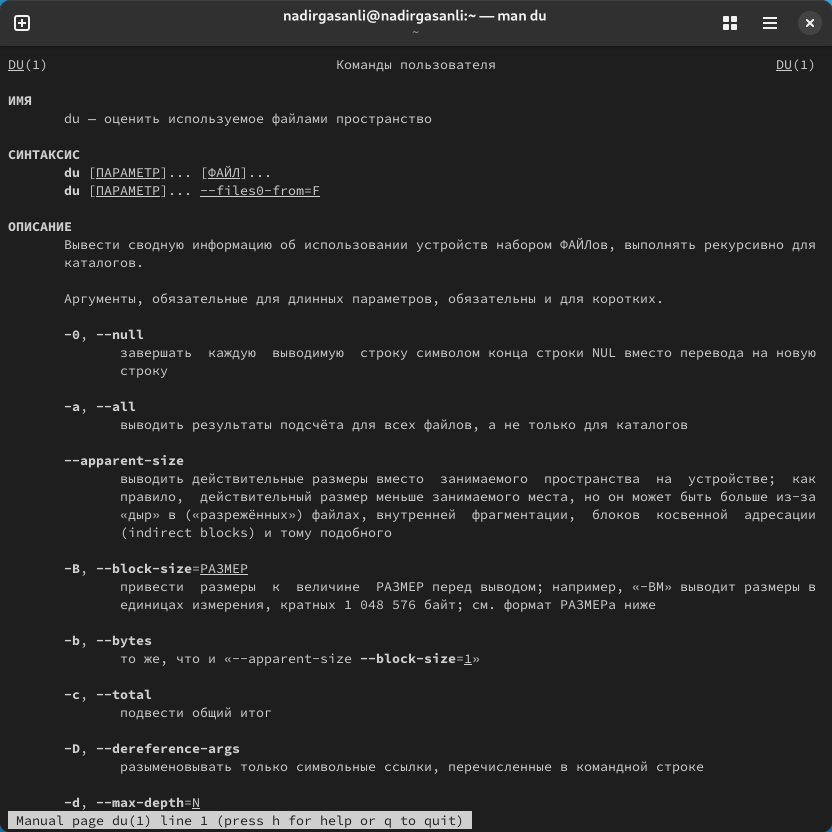 nadirgasanli@nadirgasanli:~ — man du
~
DU(1) Команды пользователя DU(1)
ИМЯ
du — оценить используемое файлами пространство
СИНТАКСИС
du [ПАРАМЕТР]... [ФАЙЛ]...
du [ПАРАМЕТР]... --files0-from=F
ОПИСАНИЕ
Вывести сводную информацию об использовании устройств набором ФАЙЛов, выполнять рекурсивно для
каталогов.
Аргументы, обязательные для длинных параметров, обязательны и для коротких.
-0, --null
завершать каждую выводимую строку символом конца строки NUL вместо перевода на новую
строку
-a, --all
выводить результаты подсчёта для всех файлов, а не только для каталогов
--apparent-size
выводить действительные размеры вместо занимаемого пространства на устройстве; как
правило, действительный размер меньше занимаемого места, но он может быть больше из-за
«дыр» в («разрежённых») файлах, внутренней фрагментации, блоков косвенной адресации
(indirect blocks) и тому подобного
-B, --block-size=РАЗМЕР
привести размеры к величине РАЗМЕР перед выводом; например, «-BM» выводит размеры в
единицах измерения, кратных 1 048 576 байт; см. формат РАЗМЕРа ниже
-b, --bytes
то же, что и «--apparent-size --block-size=1»
-c, --total
подвести общий итог
-D, --dereference-args
разыменовывать только символьные ссылки, перечисленные в командной строке
-d, --max-depth=N
Manual page du(1) line 1 (press h for help or q to quit)